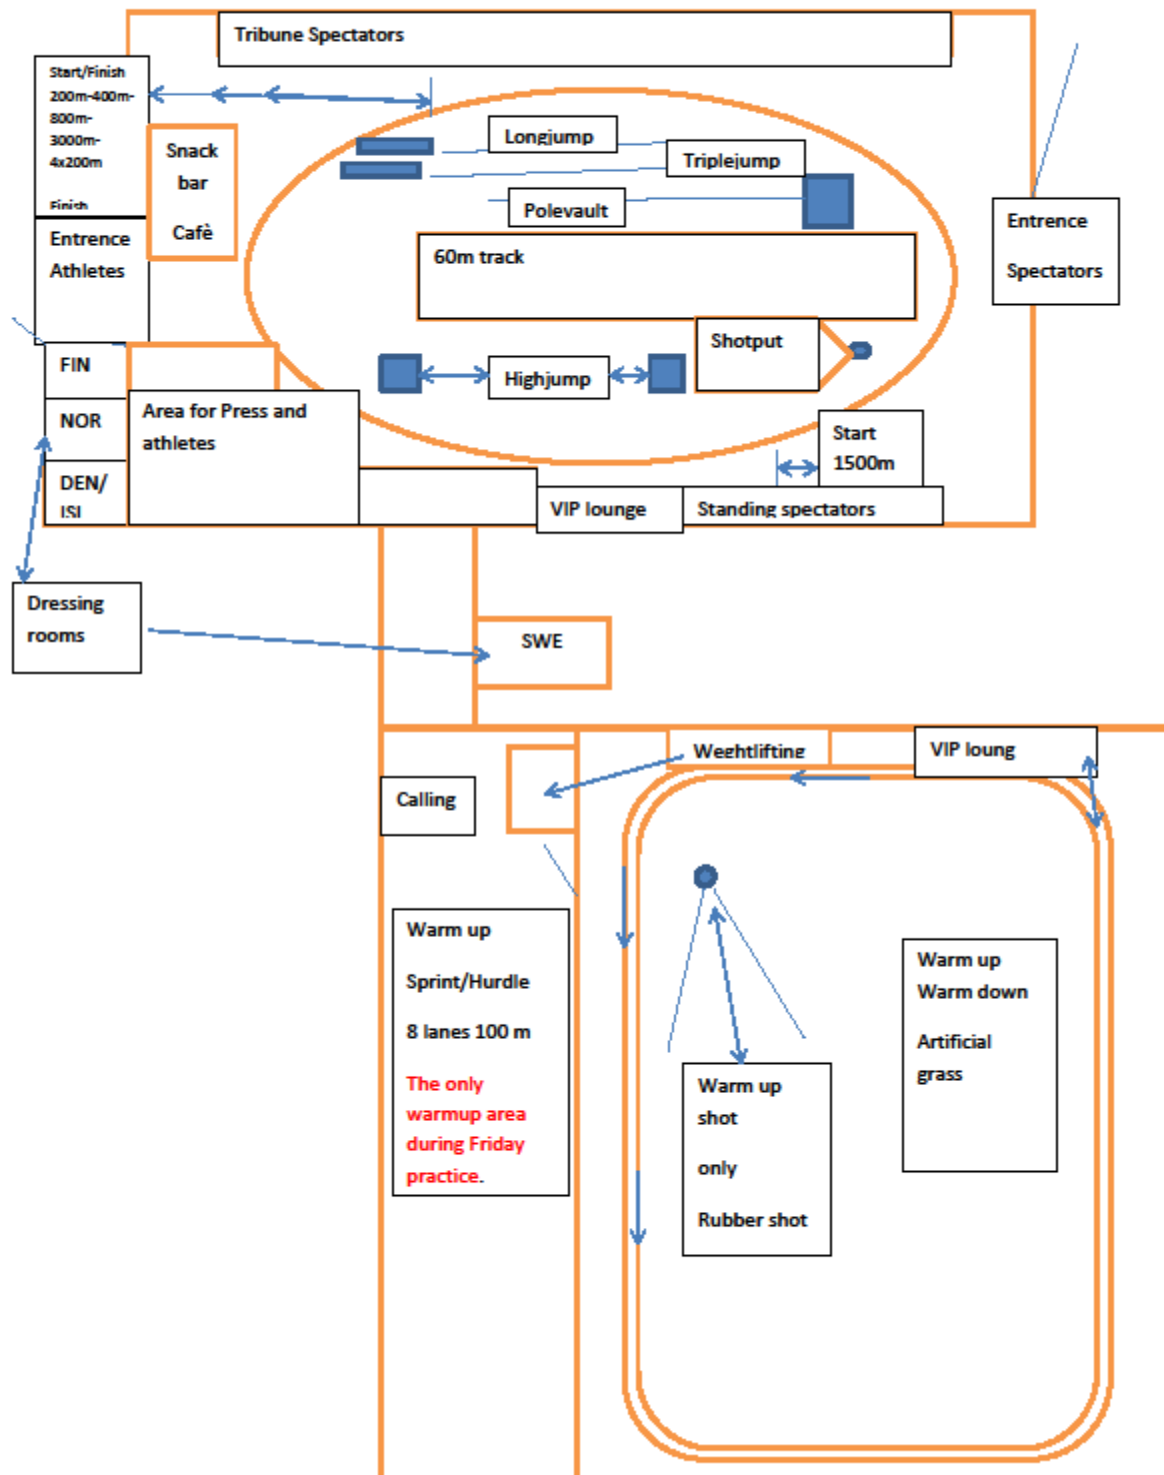 Tribune Spectators
Start/Finish
200m-400m-
800m-
3000m-
4x200m
Finish
Snack
bar
Cafè
Longjump
Triplejump
Polevault
60m track
Entrence
Athletes
Entrence
Spectators
Shotput
FIN
Highjump
NOR
Area for Press and
athletes
Start
1500m
DEN/
ISL
VIP lounge
Standing spectators
Dressing
rooms
SWE
Weghtlifting
VIP loung
Calling
Warm up
Sprint/Hurdle
8 lanes 100 m
The only
warmup area
during Friday
practice.
Warm up
Warm down
Artificial
grass
Warm up
shot
only
Rubber shot